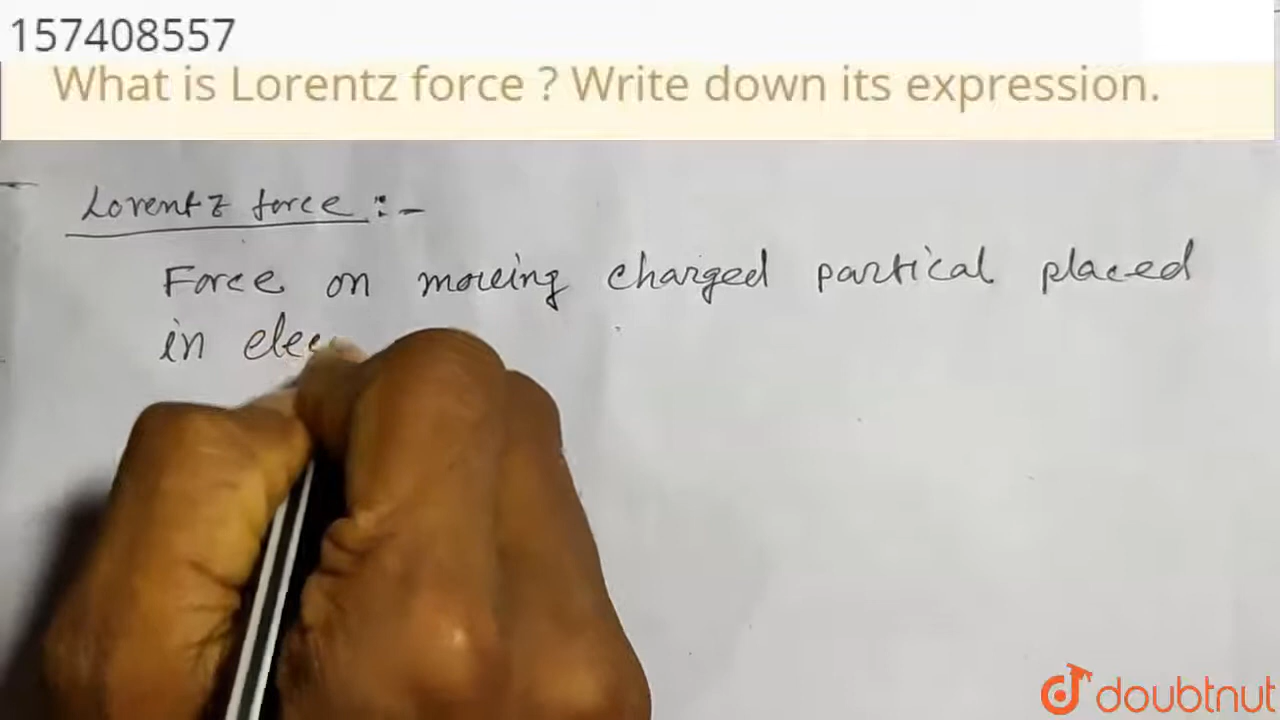 157408557
What is Lorentz force ? Write down its expression.
Lorentz force :-
Force on moving charged partical placed
in elec
doubtnut